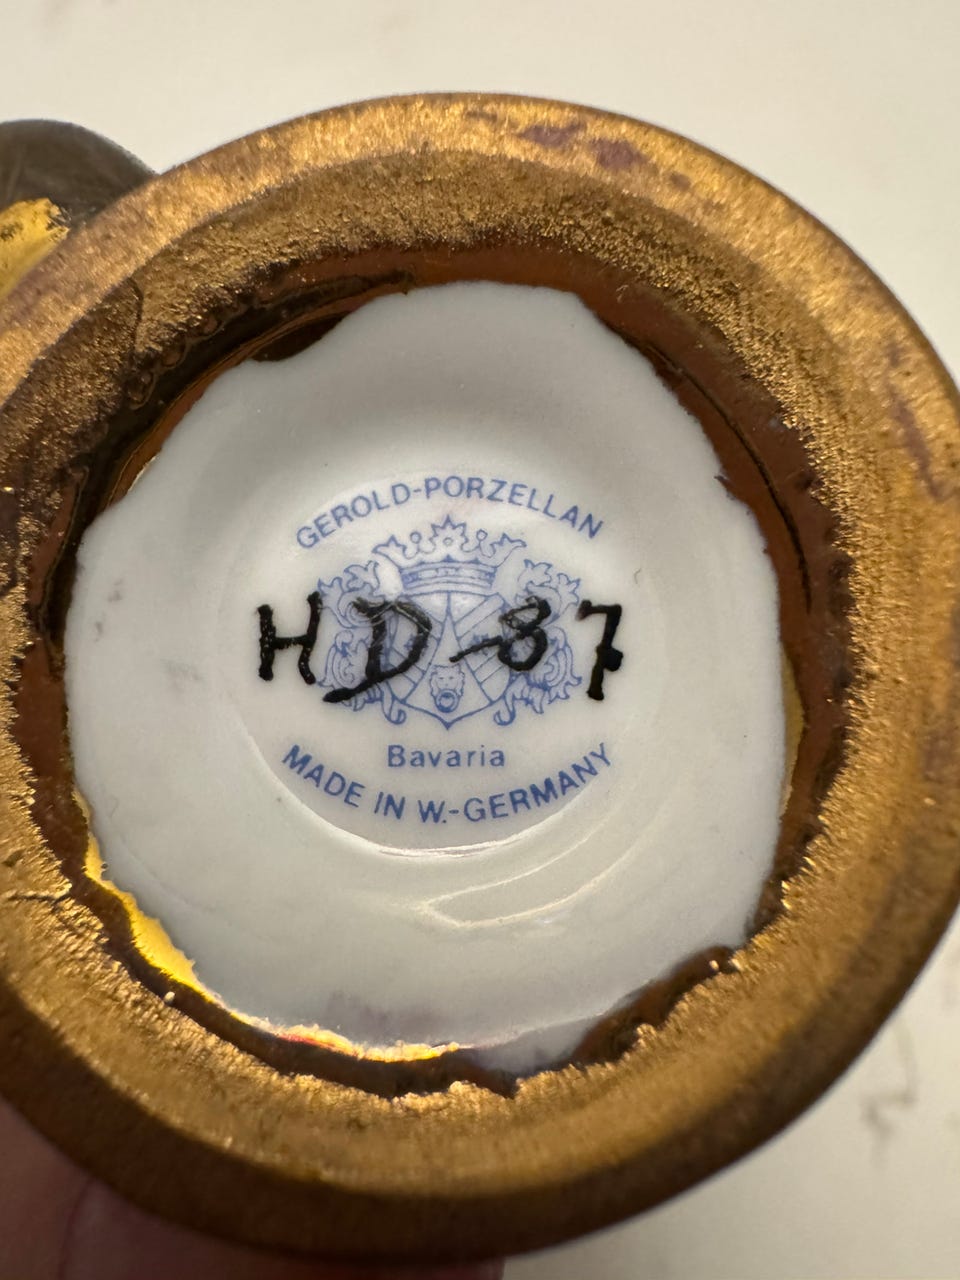 GEROLD-PORZELLAN
HD-87
Bavaria
MADE IN W.-GERMANY